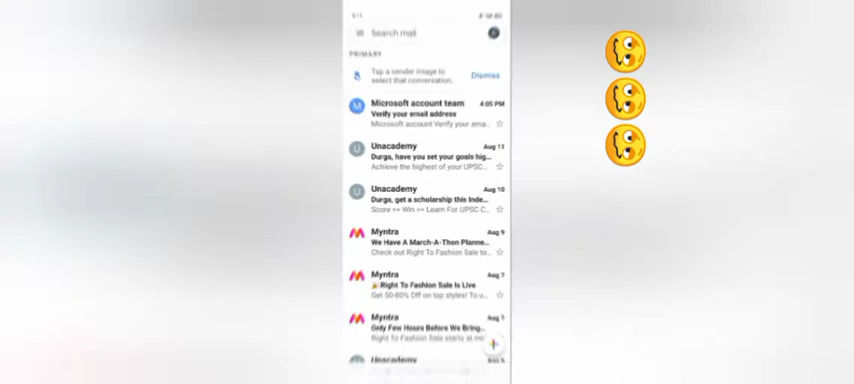 Search mail
PRIMARY
Tap a sender image to
select that conversation.
Dismiss
M
Microsoft account team 4:05 PM
Verify your email address
Microsoft account Verify your ema..
U
Unacademy Aug 11
Durga, have you set your goals hig...
Achieve the highest of your UPSC...
U
Unacademy Aug 10
Durga, get a scholarship this Inde...
Score >> Win >> Learn For UPSC C..
Myntra Aug 9
We Have A March-A-Thon Planne...
Check out Right To Fashion Sale to..
Myntra Aug 7
Right To Fashion Sale Is Live
Get 50-80% Off on top styles! To u...
Myntra Aug
Only Few Hours Before We Bring...
Right To Fashion Sale starts at
Unacademy